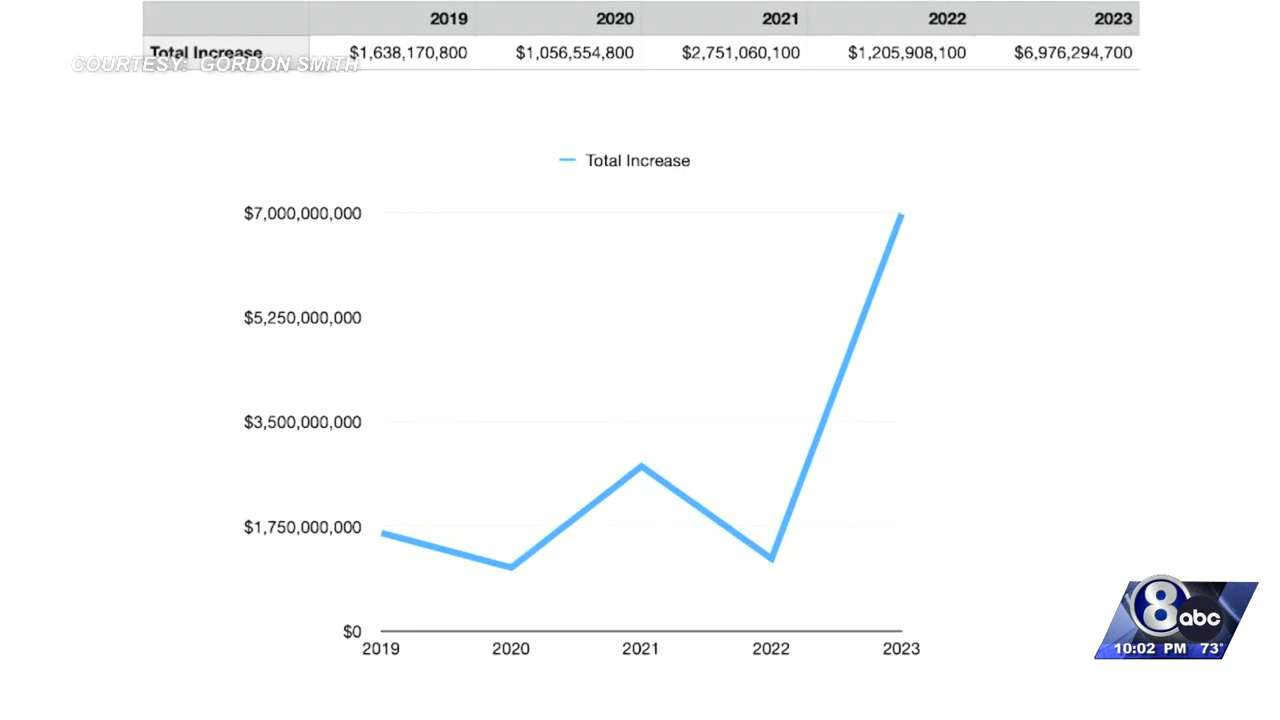 2019 2020 2021 2022 2023
Total Increase $1,638,170,800 $1,056,554,800 $2,751,060,100 $1,205,908,100 $6,976,294,700
COURTESY: GORDON SMITH
Total Increase
$7,000,000,000
$5,250,000,000
$3,500,000,000
$1,750,000,000
$0
2019 2020 2021 2022 2023
8 abc
10:02 PM 73°